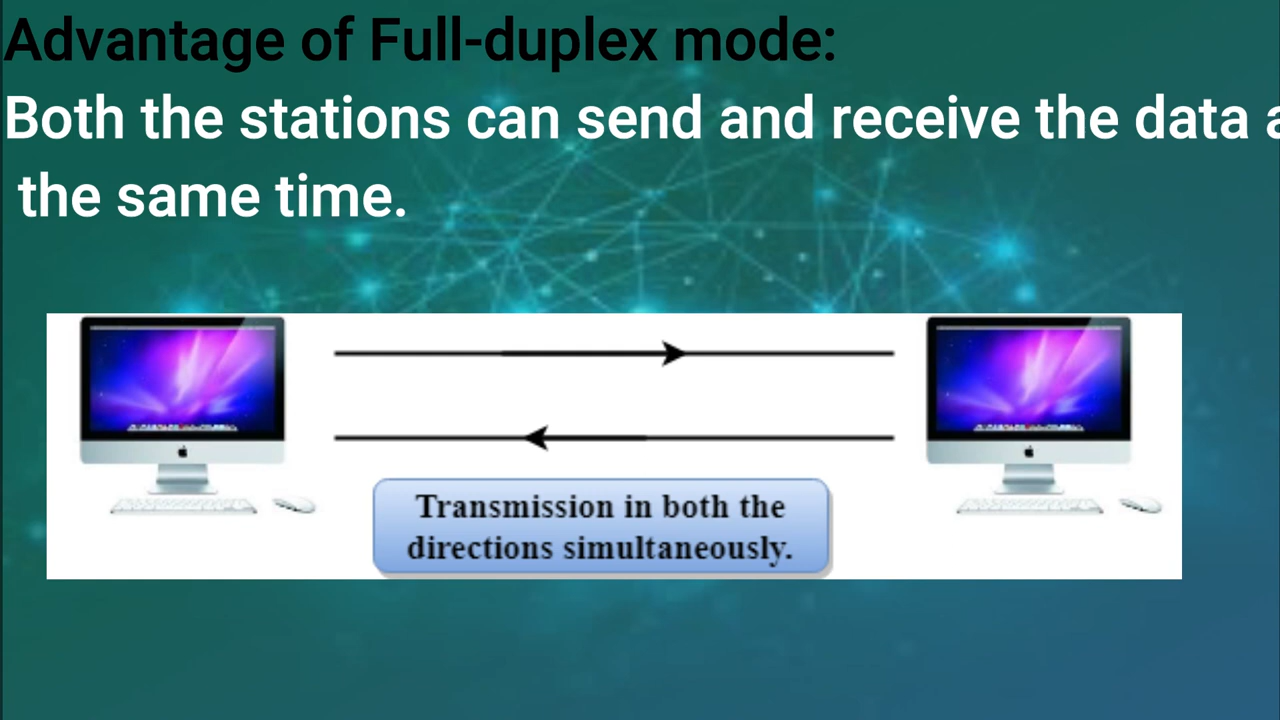 Advantage of Full-duplex mode:
Both the stations can send and receive the data a
the same time.
Transmission in both the
directions simultaneously.